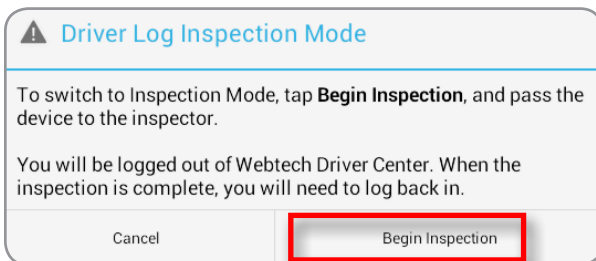 Driver Log Inspection Mode
To switch to Inspection Mode, tap Begin Inspection, and pass the
device to the inspector.
You will be logged out of Webtech Driver Center. When the
inspection is complete, you will need to log back in.
Cancel
Begin Inspection